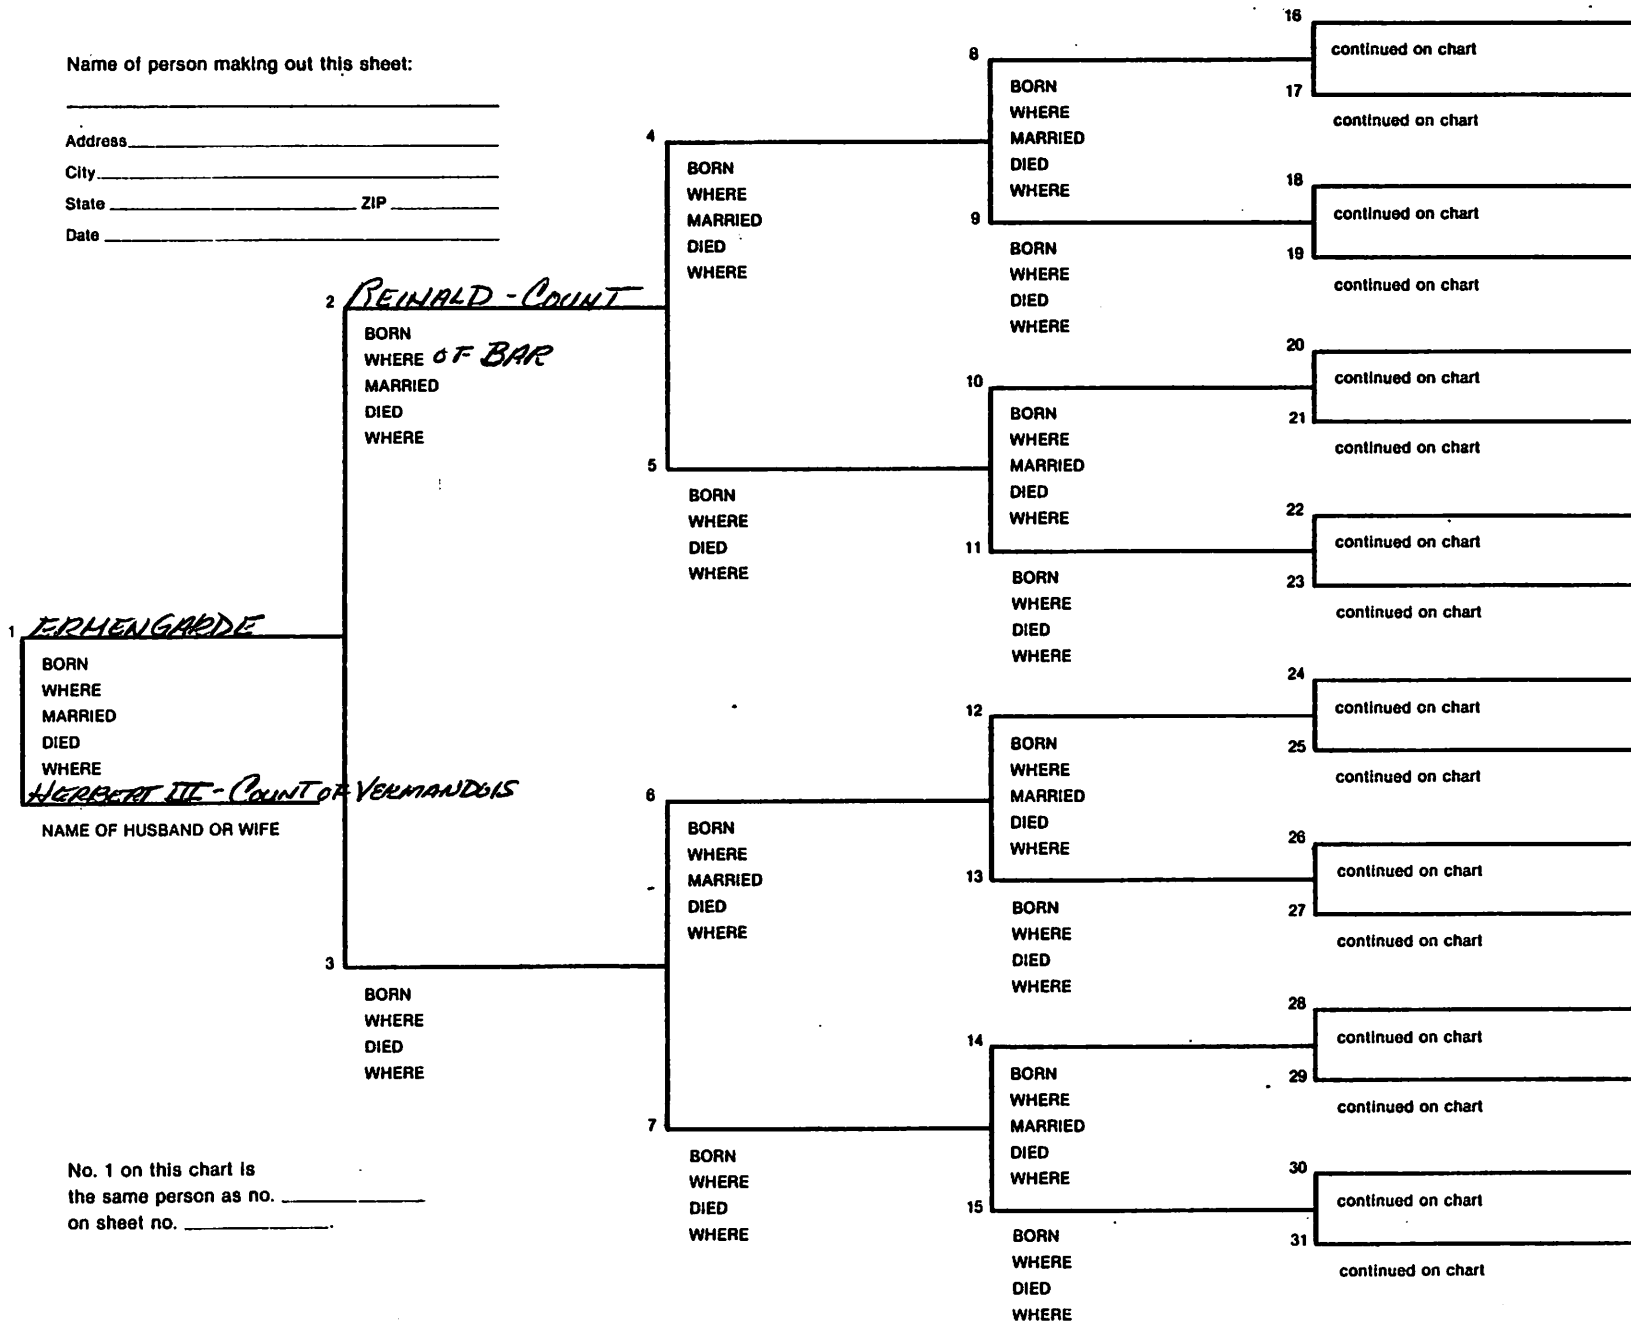 Name of person making out this sheet:
Address
City
State ZIP
Date
1 ERMENGARDE
BORN
WHERE
MARRIED
DIED
WHERE
HERBERT III - COUNT OF VERMANDOIS
NAME OF HUSBAND OR WIFE
No. 1 on this chart is
the same person as no.
on sheet no. .
2 REINALD - COUNT
BORN
WHERE OF BAR
MARRIED
DIED
WHERE
3
BORN
WHERE
DIED
WHERE
4
BORN
WHERE
MARRIED
DIED
WHERE
5
BORN
WHERE
DIED
WHERE
6
BORN
WHERE
MARRIED
DIED
WHERE
7
BORN
WHERE
DIED
WHERE
8
BORN
WHERE
MARRIED
DIED
WHERE
9
BORN
WHERE
DIED
WHERE
10
BORN
WHERE
MARRIED
DIED
WHERE
11
BORN
WHERE
DIED
WHERE
12
BORN
WHERE
MARRIED
DIED
WHERE
13
BORN
WHERE
DIED
WHERE
14
BORN
WHERE
MARRIED
DIED
WHERE
15
BORN
WHERE
DIED
WHERE
16
continued on chart
17
continued on chart
18
continued on chart
19
continued on chart
20
continued on chart
21
continued on chart
22
continued on chart
23
continued on chart
24
continued on chart
25
continued on chart
26
continued on chart
27
continued on chart
28
continued on chart
29
continued on chart
30
continued on chart
31
continued on chart